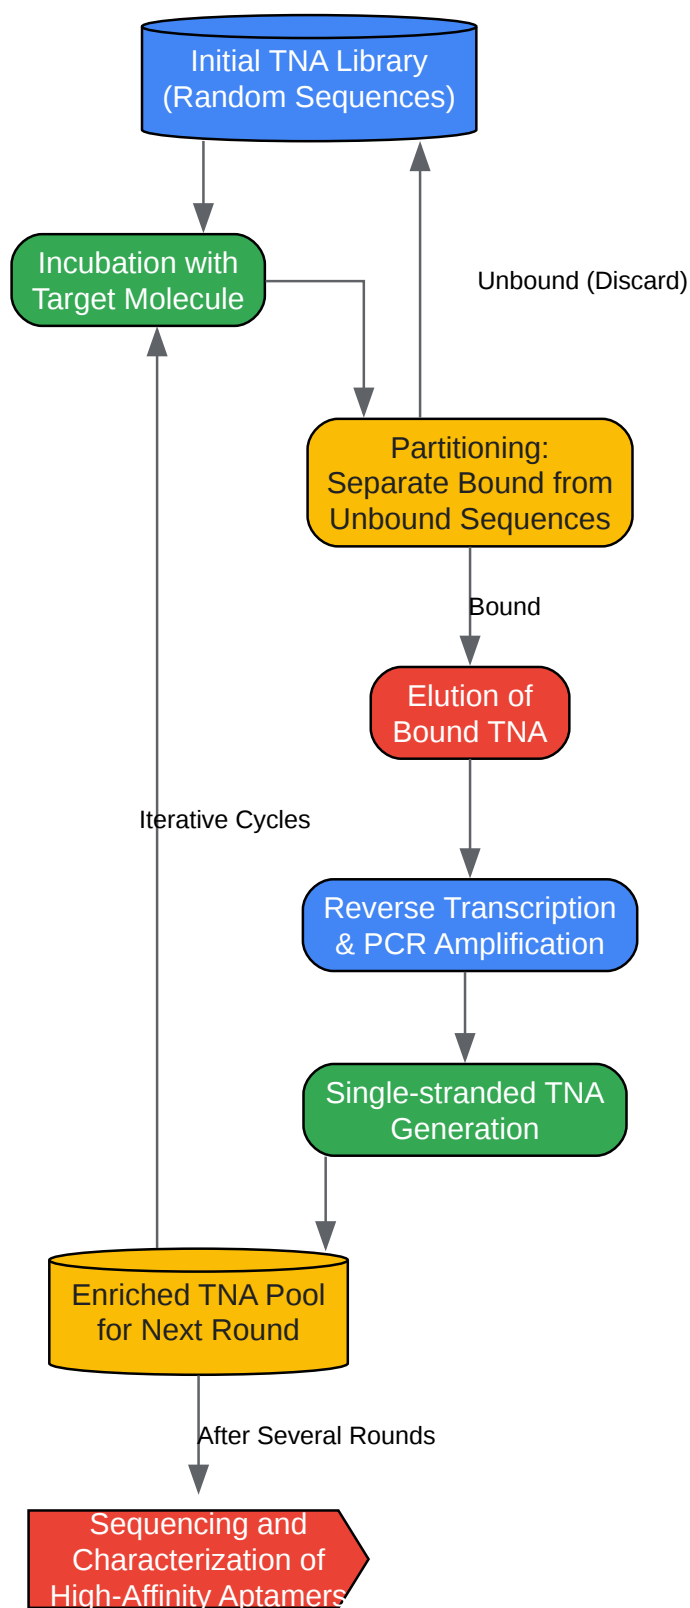 Initial TNA Library
(Random Sequences)
Incubation with
Target Molecule
Unbound (Discard)
Partitioning:
Separate Bound from
Unbound Sequences
Bound
Elution of
Bound TNA
Iterative Cycles
Reverse Transcription
& PCR Amplification
Single-stranded TNA
Generation
Enriched TNA Pool
for Next Round
After Several Rounds
Sequencing and
Characterization of
High-Affinity Aptamers